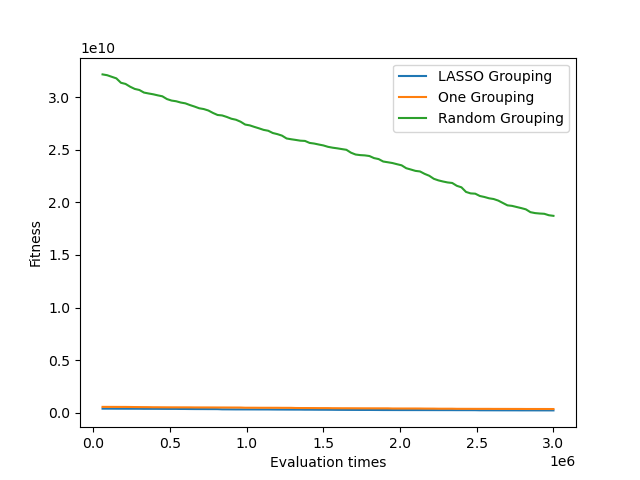 1e10
LASSO Grouping
One Grouping
Random Grouping
3.0
2.5
2.0
1.5
1.0
0.5
0.0
Fitness
0.0 0.5 1.0 1.5 2.0 2.5 3.0
Evaluation times
1e6